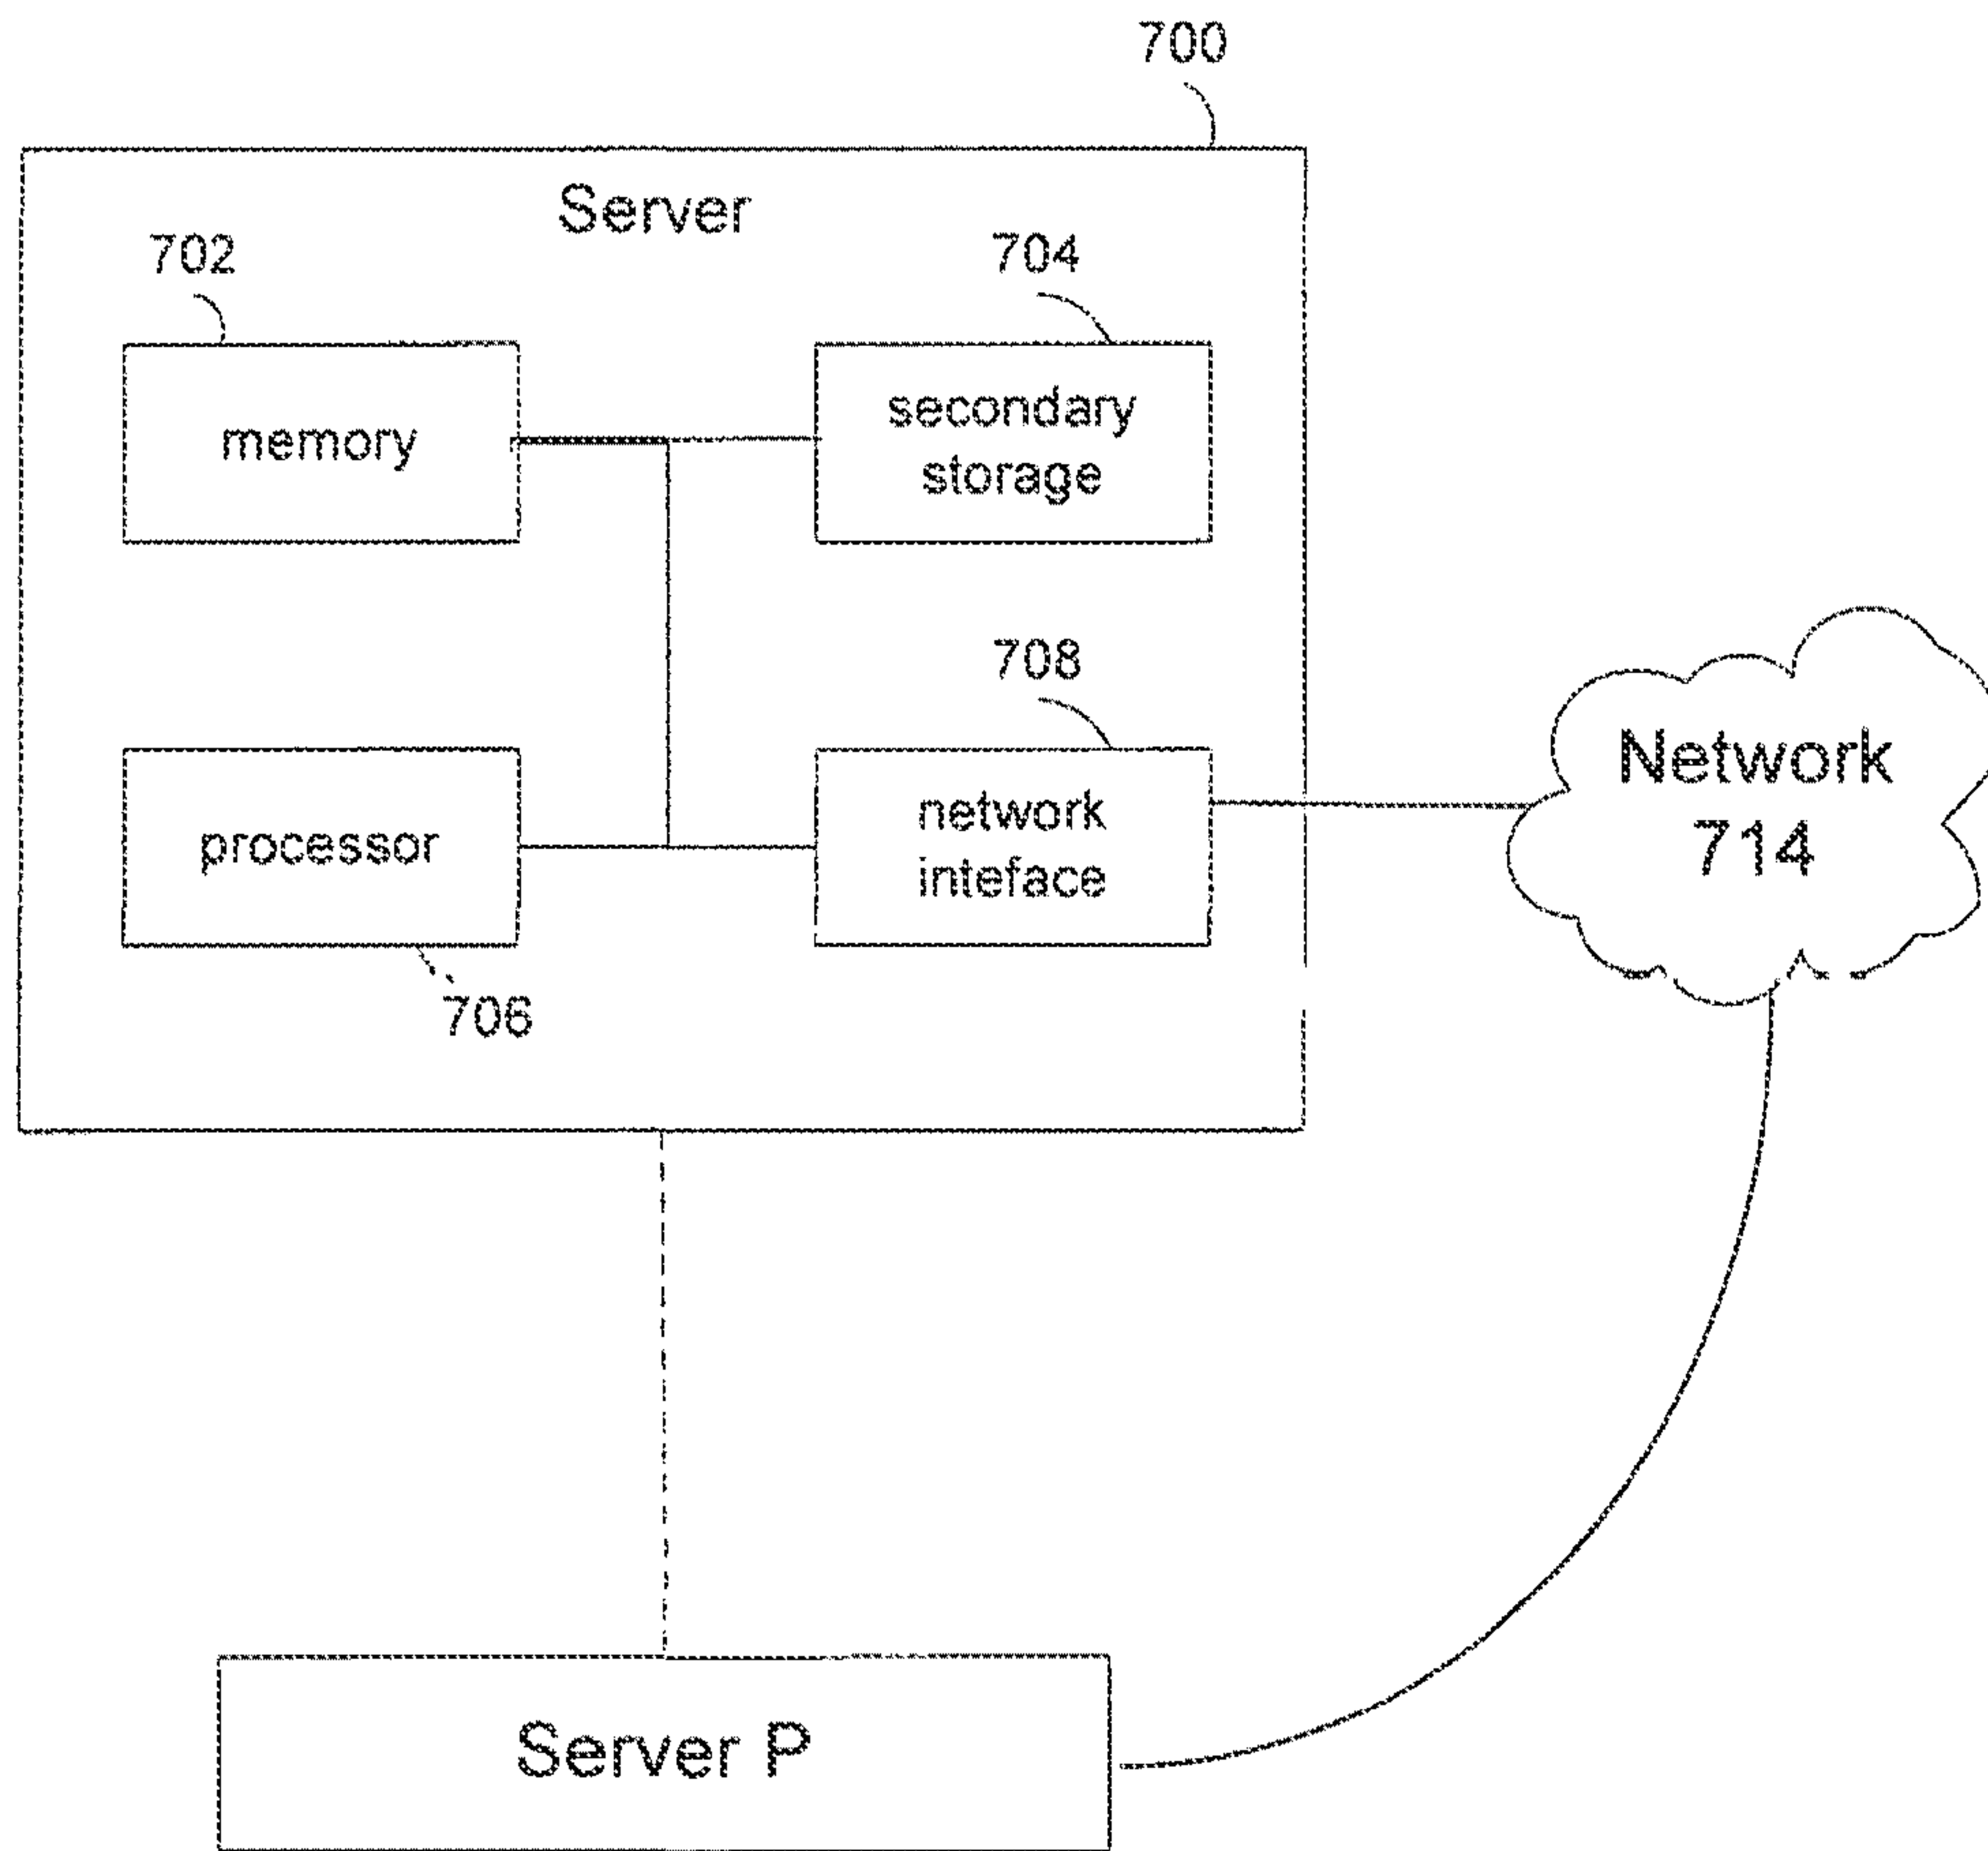 700
Server
702
704
memory
secondary
storage
708
processor
network
inteface
706
Network
714
Server P